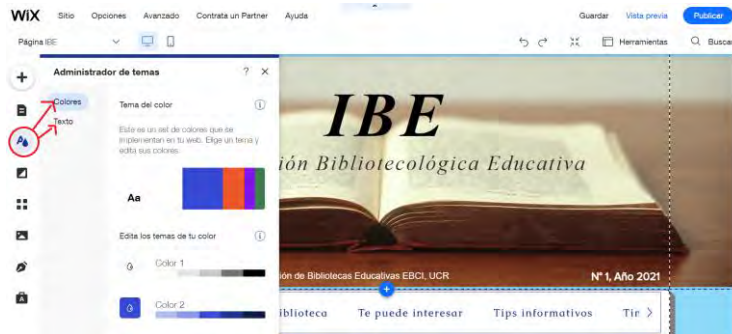 WiX Sitio Opciones Avanzado Contrata un Partner Ayuda Guardar Vista previa Publicar
Página IBE Herramientas Buscar
Administrador de temas ? ×
Colores
Texto
Tema del color
Este es un set de colores que se
implementan en tu web. Elige un tema y
edita sus colores.
Aa
Edita los temas de tu color
Color 1
Color 2
IBE
ión Bibliotecológica Educativa
ión de Bibliotecas Educativas EBCI, UCR N° 1, Año 2021
iblioteca Te puede interesar Tips informativos Tir >